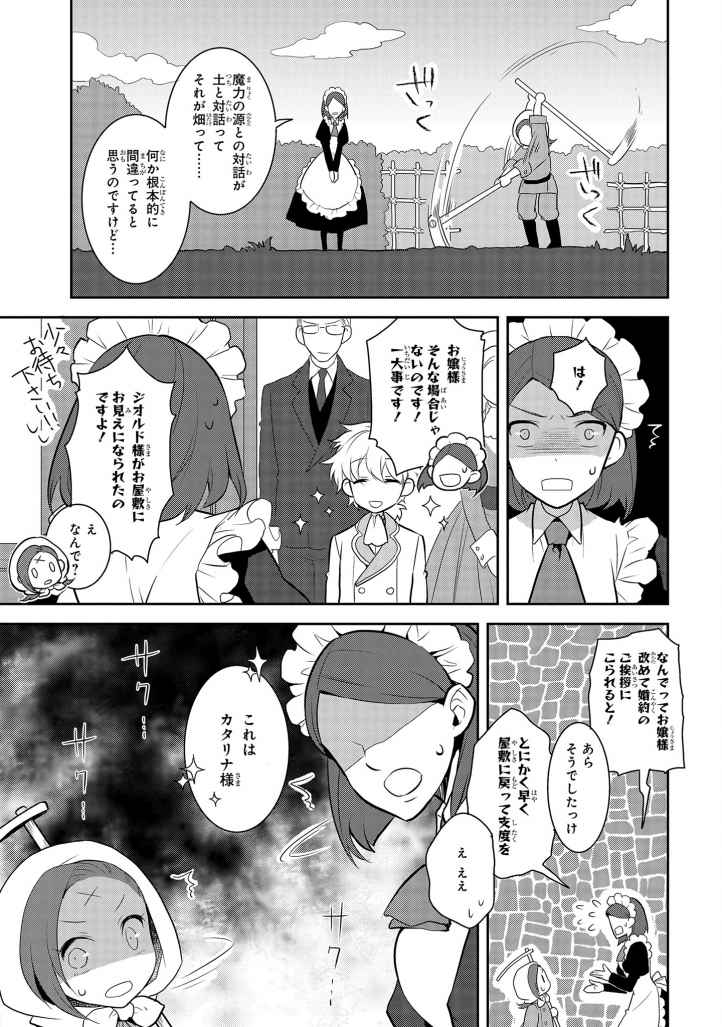 ざっく
ざっく
魔力の源との対話が
土と対話って
それが畑って……
何か根本的に
間違ってると
思うのですけど…
は！
お嬢様
そんな場合じゃ
ないのです！
一大事です！
ジオルド様がお屋敷に
お見えになられたの
ですよ！
少々
お待ち
下さい!!
え
なんで？
なんでってお嬢様
改めて婚約の
ご挨拶に
こられると！
あら
そうでしたっけ
とにかく早く
屋敷に戻って支度を
え ええ
これは
カタリナ様
サク…
サク…